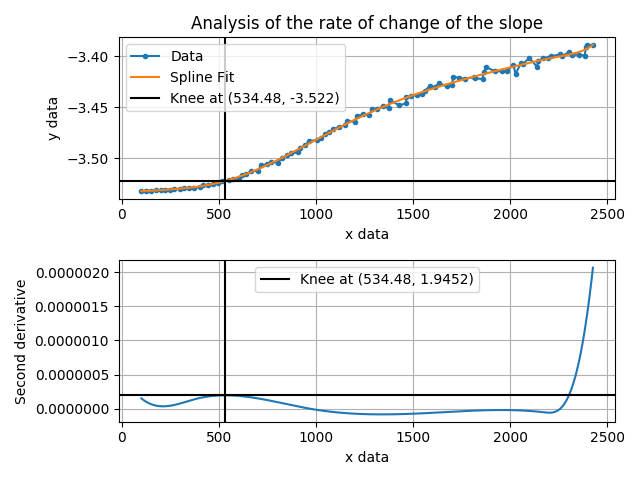 Analysis of the rate of change of the slope
y data
−3.40
−3.45
−3.50
Data
Spline Fit
Knee at (534.48, -3.522)
0 500 1000 1500 2000 2500
x data
Second derivative
0.0000020
0.0000015
0.0000010
0.0000005
0.0000000
Knee at (534.48, 1.9452)
0 500 1000 1500 2000 2500
x data